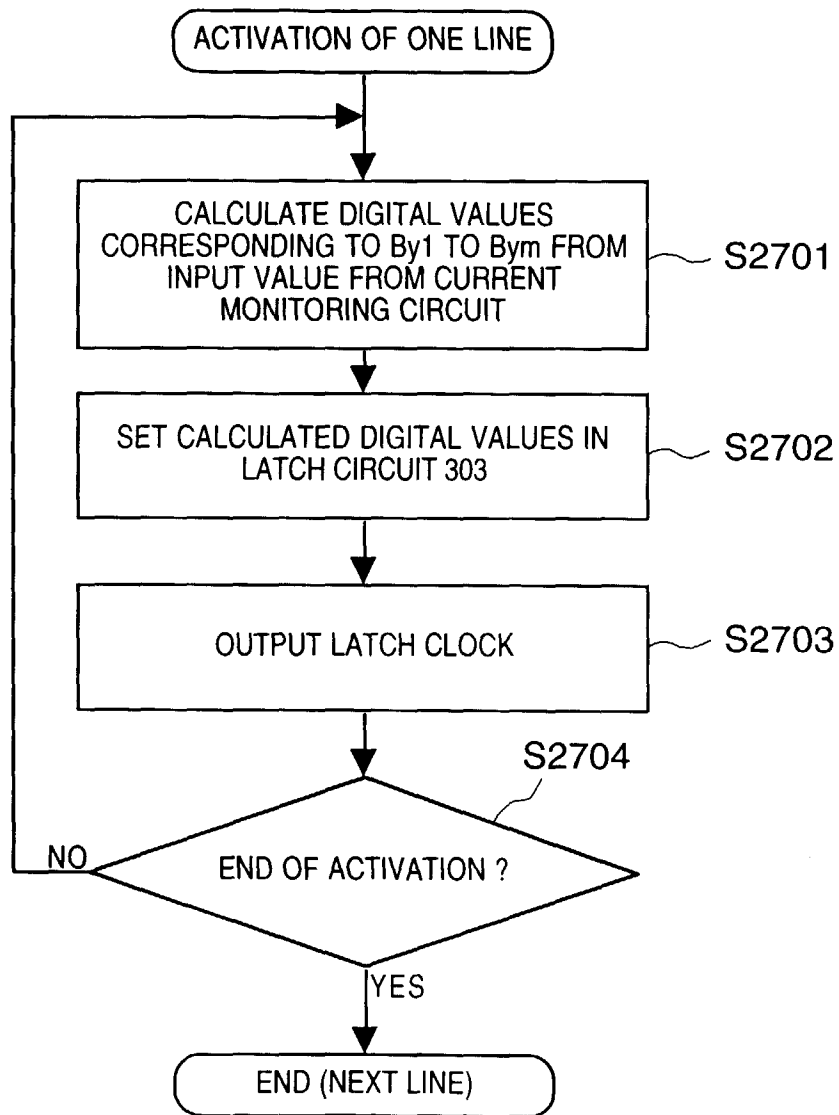 ACTIVATION OF ONE LINE
CALCULATE DIGITAL VALUES
CORRESPONDING TO By1 TO Bym FROM
INPUT VALUE FROM CURRENT
MONITORING CIRCUIT
S2701
SET CALCULATED DIGITAL VALUES IN
LATCH CIRCUIT 303
S2702
OUTPUT LATCH CLOCK
S2703
S2704
END OF ACTIVATION ?
NO
YES
END (NEXT LINE)